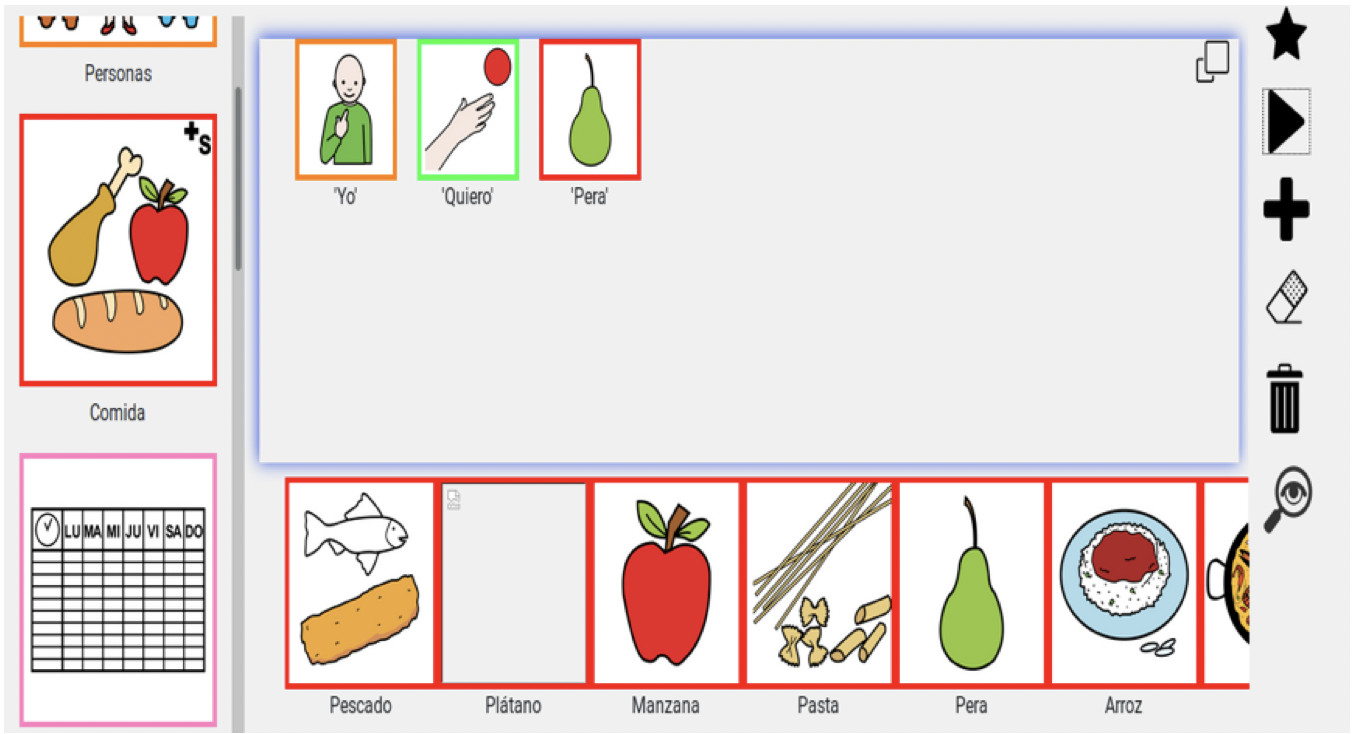 Personas
+s
Comida
LU MA MI JU VI SA DO
'Yo' 'Quiero' 'Pera'
Pescado Plátano Manzana Pasta Pera Arroz